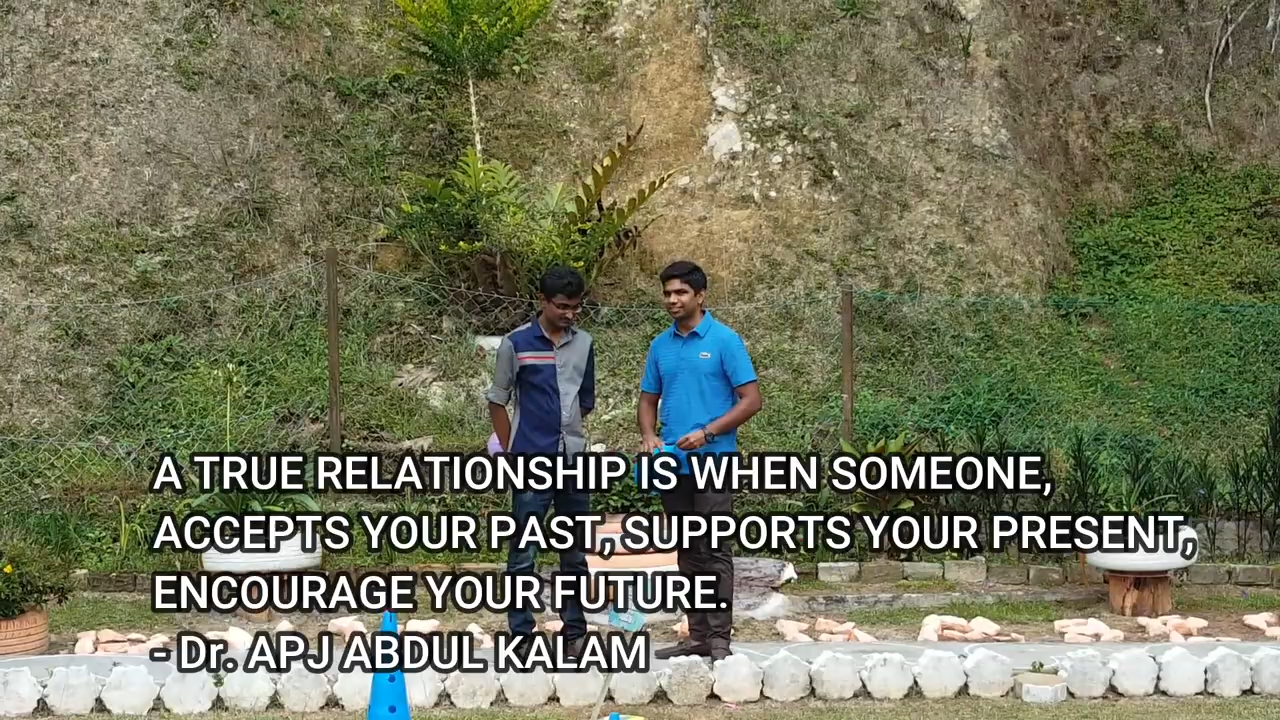 A TRUE RELATIONSHIP IS WHEN SOMEONE,
ACCEPTS YOUR PAST, SUPPORTS YOUR PRESENT,
ENCOURAGE YOUR FUTURE.
- Dr. APJ ABDUL KALAM